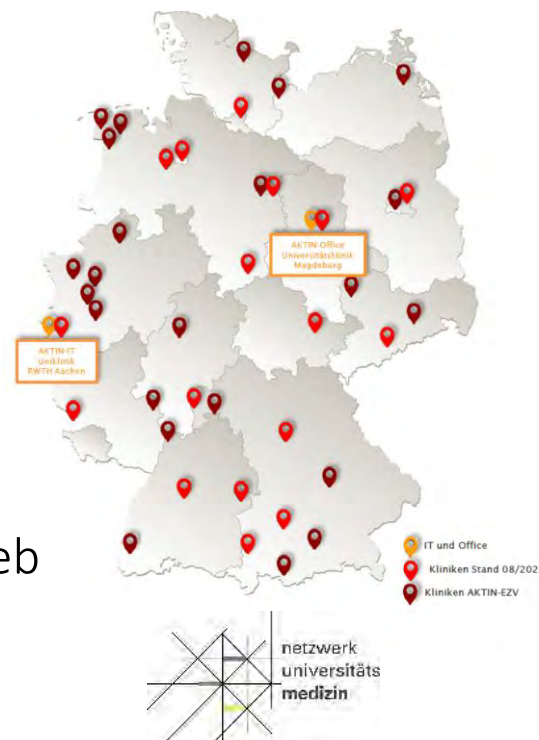 AKTIN-Office
Universitätsklinik
Magdeburg
AKTIN-IT
Uniklinik
RWTH Aachen
eb
IT und Office
Kliniken Stand 08/202
Kliniken AKTIN-EZV
netzwerk
universitäts
medizin